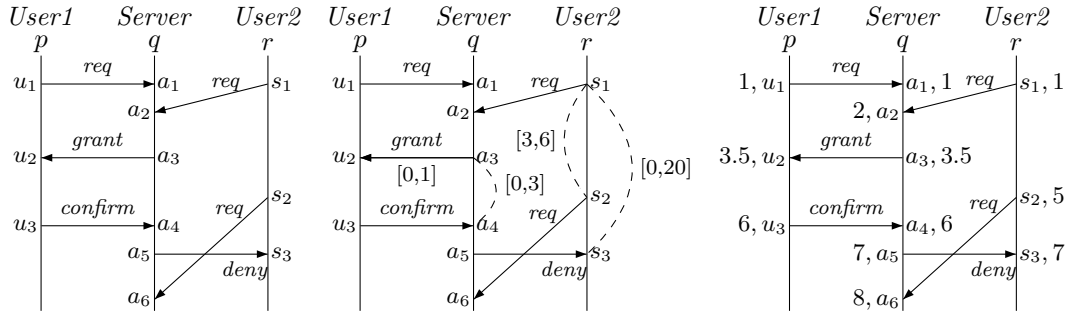 User1 Server User2 User1 Server User2 User1 Server User2
p q r p q r p q r
req req req
u1 a1 req s1 u1 a1 req s1 1, u1 a1, 1 req s1, 1
a2 a2 2, a2
grant grant [3,6] grant
u2 a3 u2 a3 3.5, u2 a3, 3.5
[0,1] [0,3] [0,20]
s2 s2 s2, 5
confirm req confirm req confirm req
u3 a4 u3 a4 6, u3 a4, 6
a5 s3 a5 s3 7, a5 s3, 7
deny deny deny
a6 a6 8, a6